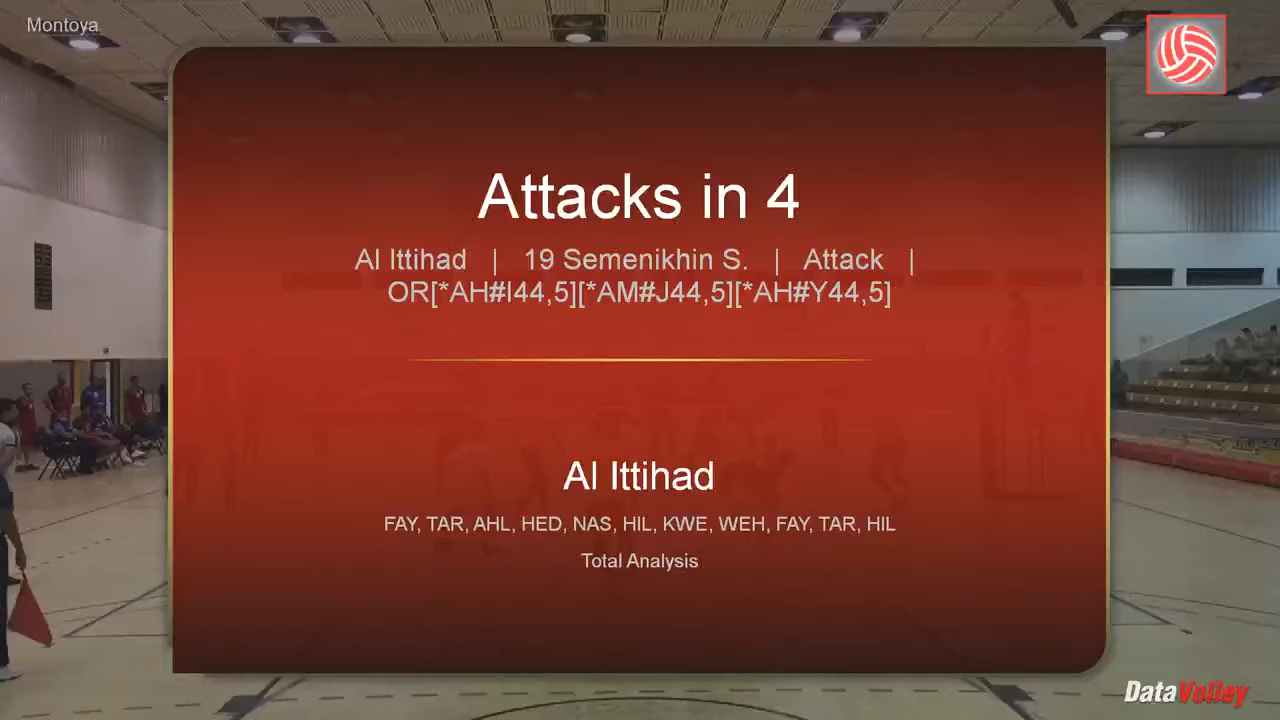 Montoya
Attacks in 4
Al Ittihad | 19 Semenikhin S. | Attack |
OR[*AH#I44,5][*AM#J44,5][*AH#Y44,5]
Al Ittihad
FAY, TAR, AHL, HED, NAS, HIL, KWE, WEH, FAY, TAR, HIL
Total Analysis
DataVolley